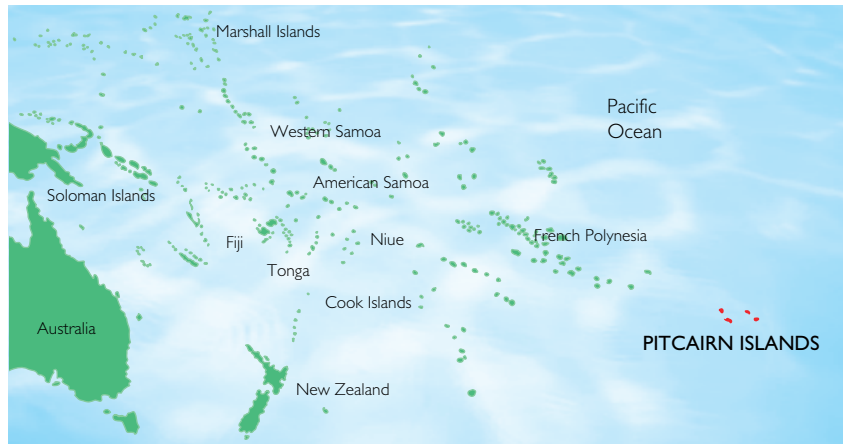 Marshall Islands
Pacific
Ocean
Western Samoa
American Samoa
Soloman Islands
French Polynesia
Fiji
Niue
Tonga
Cook Islands
Australia
PITCAIRN ISLANDS
New Zealand